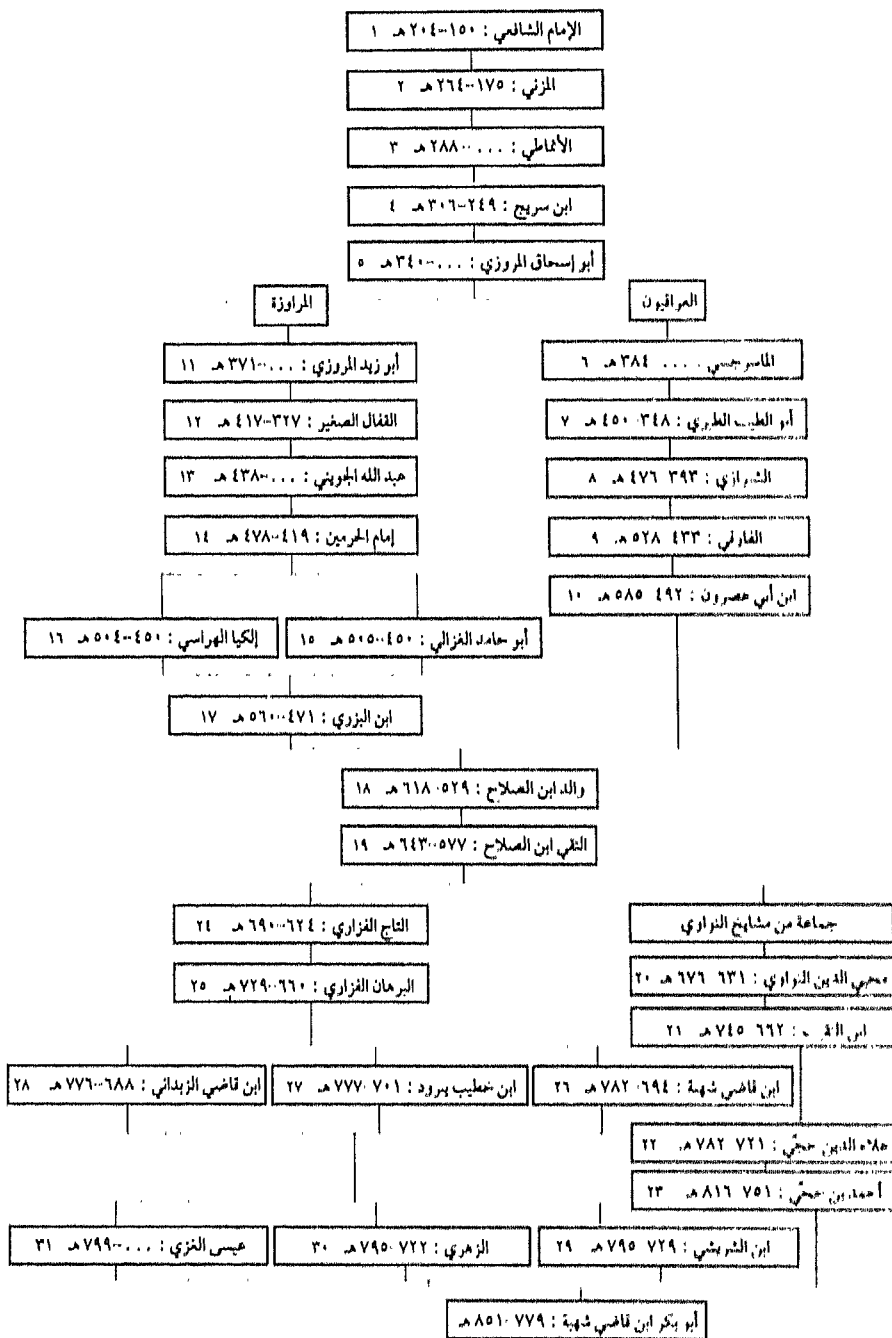 الإمام الشافعي : ١٥٠-٢٠٤هـ ١
المزني : ١٧٥-٢٦٤هـ ٢
الأنماطي : ...-٢٨٨هـ ٣
ابن سريج : ٢٤٩-٣٠٦هـ ٤
أبو إسحاق المروزي : ...-٣٤٠هـ ٥
العراقيون
المراوزة
الماسرجسي .... ٣٨٤هـ ٦
أبو زيد المروزي : ...-٣٧١هـ ١١
أبو الطيب الطبري : ٣٤٨-٤٥٠هـ ٧
القفال الصغير : ٣٢٧-٤١٧هـ ١٢
الشيرازي : ٣٩٣ ٤٧٦هـ ٨
عبد الله الجويني : ...-٤٣٨هـ ١٣
الفارقي : ٤٣٣ ٥٢٨هـ ٩
إمام الحرمين : ٤١٩-٤٧٨هـ ١٤
ابن أبي عصرون : ٤٩٢ ٥٨٥هـ ١٠
أبو حامد الغزالي : ٤٥٠-٥٠٥هـ ١٥
إلكيا الهراسي : ٤٥٠-٥٠٤هـ ١٦
ابن البزري : ٤٧١-٥٦٠هـ ١٧
والد ابن الصلاح : ٥٢٩-٦١٨هـ ١٨
التقي ابن الصلاح : ٥٧٧-٦٤٣هـ ١٩
جماعة من مشايخ النواوي
التاج الفزاري : ٦٢٤-٦٩٠هـ ٢٤
محيي الدين النواوي : ٦٣١ ٦٧٦هـ ٢٠
البرهان الفزاري : ٦٦٠-٧٢٩هـ ٢٥
ابن : ٦٦٢ ٧٤٥هـ ٢١
ابن قاضي شهبة : ٦٩٤-٧٨٢هـ ٢٦
ابن خطيب يبرود : ٧٠١-٧٧٧هـ ٢٧
ابن قاضي الزبداني : ٦٨٨-٧٧٦هـ ٢٨
علاء الدين حجّي : ٧٢١ ٧٨٢هـ ٢٢
أحمد بن حجّي : ٧٥١ ٨١٦هـ ٢٣
ابن الشريشي : ٧٢٩ ٧٩٥هـ ٢٩
الزهري : ٧٢٢-٧٩٥هـ ٣٠
عيسى الغزي : ...-٧٩٩هـ ٣١
أبو بكر ابن قاضي شهبة : ٧٧٩-٨٥١هـ